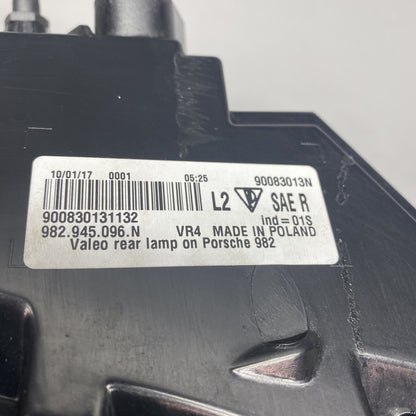 10/01/17 0001 05:25 90083013N
L2 SAE R
900830131132 ind=01S
982.945.096.N VR4 MADE IN POLAND
Valeo rear lamp on Porsche 982